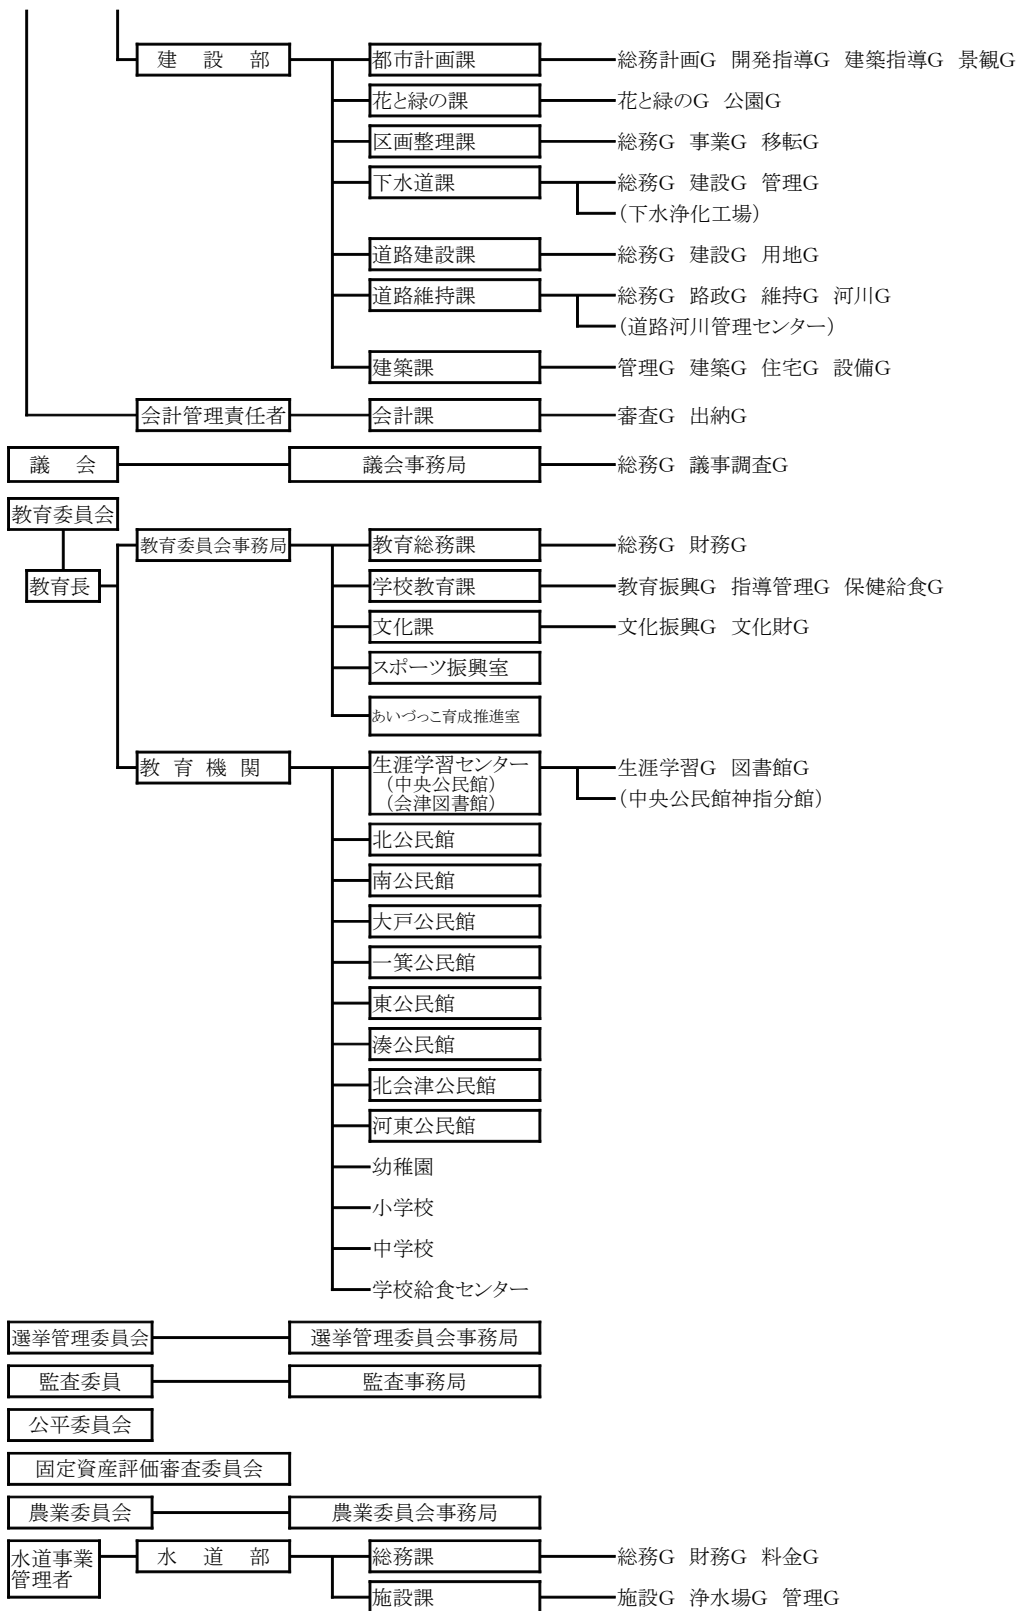 建 設 部 都市計画課 総務計画G 開発指導G 建築指導G 景観G
花と緑の課 花と緑のG 公園G
区画整理課 総務G 事業G 移転G
下水道課 総務G 建設G 管理G
(下水浄化工場)
道路建設課 総務G 建設G 用地G
道路維持課 総務G 路政G 維持G 河川G
(道路河川管理センター)
建築課 管理G 建築G 住宅G 設備G
会計管理責任者 会計課 審査G 出納G
議 会 議会事務局 総務G 議事調査G
教育委員会
教育委員会事務局 教育総務課 総務G 財務G
教育長 学校教育課 教育振興G 指導管理G 保健給食G
文化課 文化振興G 文化財G
スポーツ振興室
あいづっこ育成推進室
教 育 機 関 生涯学習センター 生涯学習G 図書館G
(中央公民館)
(会津図書館)
(中央公民館神指分館)
北公民館
南公民館
大戸公民館
一箕公民館
東公民館
湊公民館
北会津公民館
河東公民館
幼稚園
小学校
中学校
学校給食センター
選挙管理委員会 選挙管理委員会事務局
監査委員 監査事務局
公平委員会
固定資産評価審査委員会
農業委員会 農業委員会事務局
水道事業
管理者
水 道 部 総務課 総務G 財務G 料金G
施設課 施設G 浄水場G 管理G